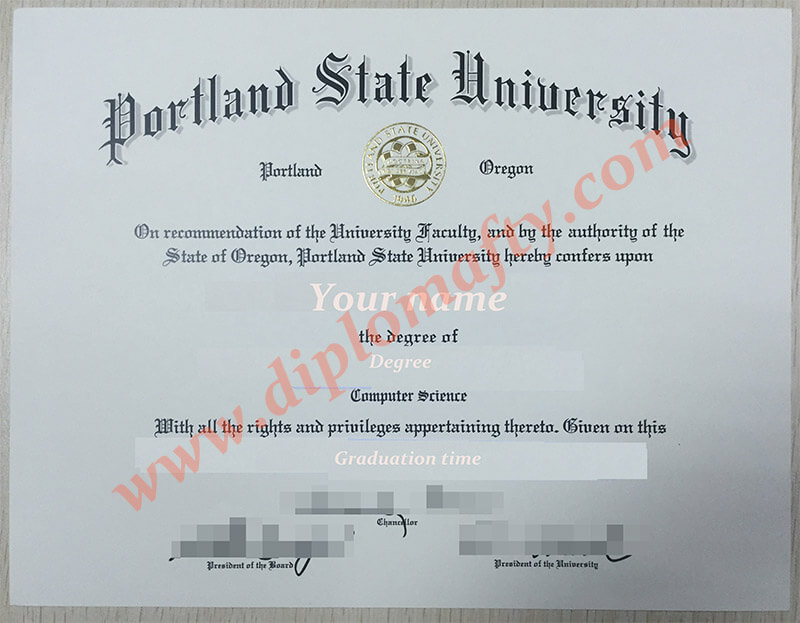 Portland State University
PORTLAND STATE UNIVERSITY
1946
Portland Oregon
On recommendation of the University Faculty, and by the authority of the
State of Oregon, Portland State University hereby confers upon
Your name
the degree of
Degree
Computer Science
With all the rights and privileges appertaining thereto. Given on this
Graduation time
Chancellor
President of the Board President of the University
www.diplomafty.com